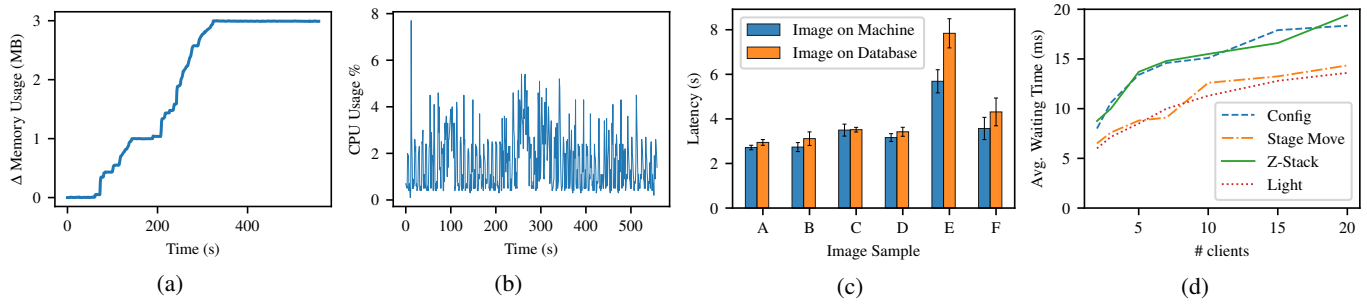 Δ Memory Usage (MB)
3
2
1
0
0
200
400
Time (s)
(a)
CPU Usage %
8
6
4
2
0
0
100
200
300
400
500
Time (s)
(b)
Latency (s)
8
6
4
2
0
Image on Machine
Image on Database
A
B
C
D
E
F
Image Sample
(c)
Avg. Waiting Time (ms)
20
15
10
5
0
Config
Stage Move
Z-Stack
Light
5
10
15
20
# clients
(d)